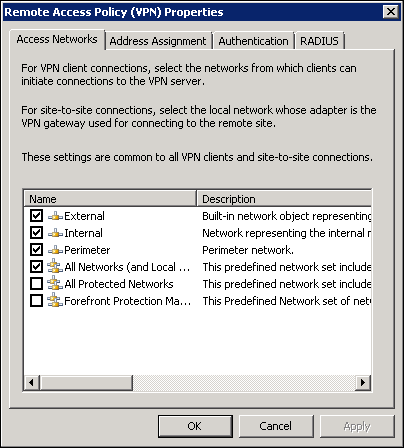 Remote Access Policy (VPN) Properties
Access Networks Address Assignment Authentication RADIUS
For VPN client connections, select the networks from which clients can
initiate connections to the VPN server.
For site-to-site connections, select the local network whose adapter is the
VPN gateway used for connecting to the remote site.
These settings are common to all VPN clients and site-to-site connections.
Name Description
External Built-in network object representing
Internal Network representing the internal n
Perimeter Perimeter network.
All Networks (and Local ... This predefined network set include
All Protected Networks This predefined network set include
Forefront Protection Ma... This Predefined Network set of net
OK Cancel Apply